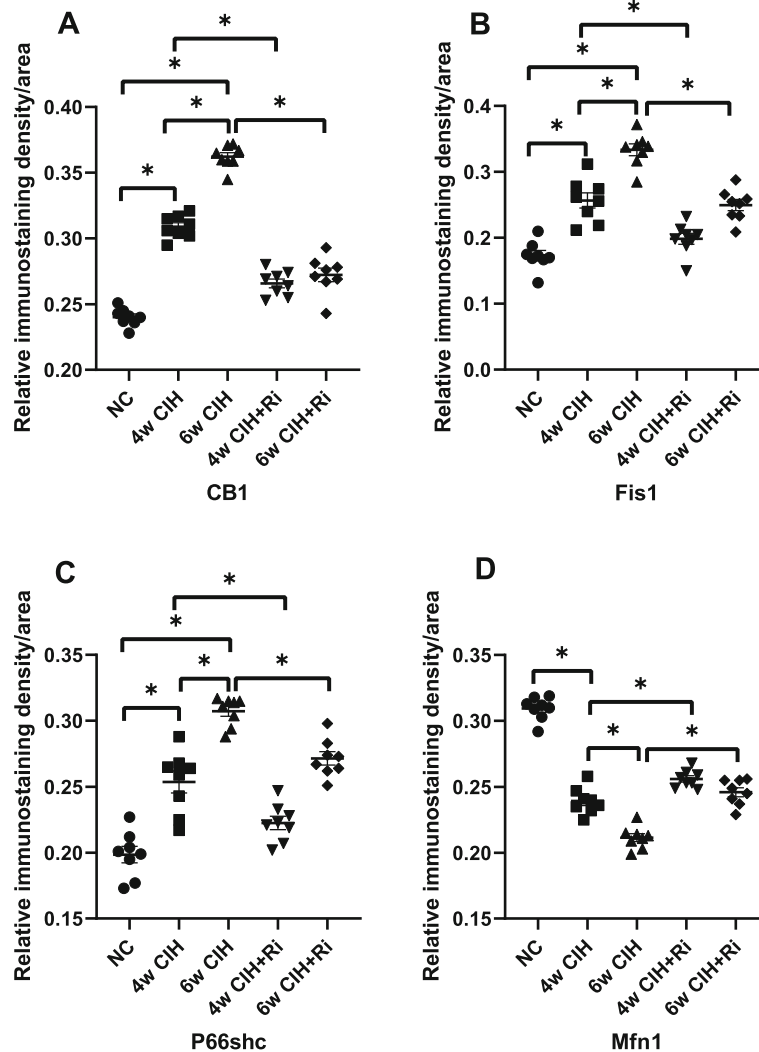 A
*
*
*
*
*
Relative immunostaining density/area
0.40
0.35
0.30
0.25
0.20
NC
4w CIH
6w CIH
4w CIH+Ri
6w CIH+Ri
CB1
B
*
*
*
*
*
Relative immunostaining density/area
0.4
0.3
0.2
0.1
0.0
NC
4w CIH
6w CIH
4w CIH+Ri
6w CIH+Ri
Fis1
C
*
*
*
*
*
Relative immunostaining density/area
0.35
0.30
0.25
0.20
0.15
NC
4w CIH
6w CIH
4w CIH+Ri
6w CIH+Ri
P66shc
D
*
*
*
*
Relative immunostaining density/area
0.35
0.30
0.25
0.20
0.15
NC
4w CIH
6w CIH
4w CIH+Ri
6w CIH+Ri
Mfn1